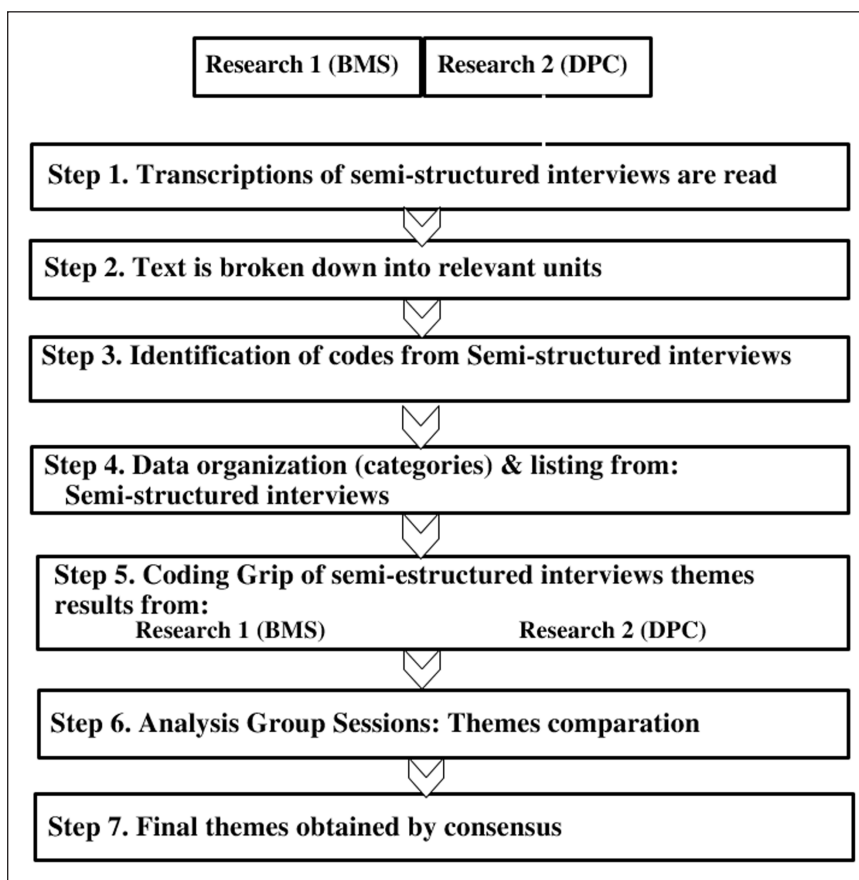 Research 1 (BMS) Research 2 (DPC)
Step 1. Transcriptions of semi-structured interviews are read
Step 2. Text is broken down into relevant units
Step 3. Identification of codes from Semi-structured interviews
Step 4. Data organization (categories) & listing from:
Semi-structured interviews
Step 5. Coding Grip of semi-estructured interviews themes
results from:
Research 1 (BMS) Research 2 (DPC)
Step 6. Analysis Group Sessions: Themes comparation
Step 7. Final themes obtained by consensus